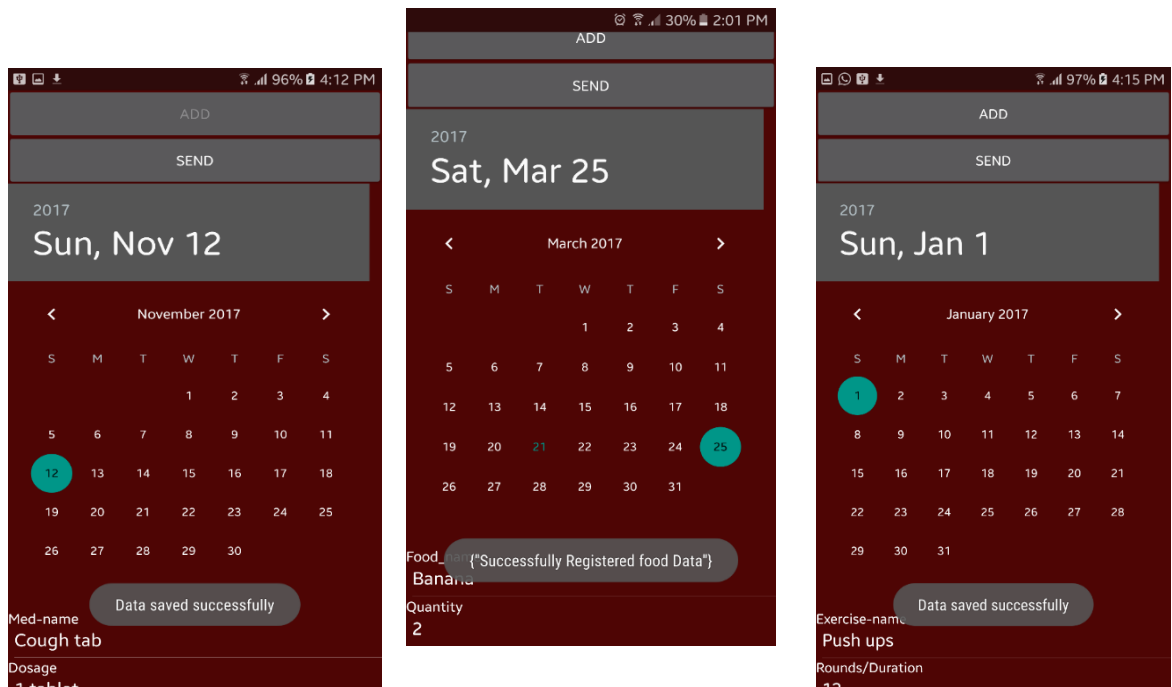 96% 4:12 PM
ADD
SEND
2017
Sun, Nov 12
November 2017
S M T W T F S
1 2 3 4
5 6 7 8 9 10 11
12 13 14 15 16 17 18
19 20 21 22 23 24 25
26 27 28 29 30
Data saved successfully
Med-name
Cough tab
Dosage
1 tablet
30% 2:01 PM
ADD
SEND
2017
Sat, Mar 25
March 2017
S M T W T F S
1 2 3 4
5 6 7 8 9 10 11
12 13 14 15 16 17 18
19 20 21 22 23 24 25
26 27 28 29 30 31
{"Successfully Registered food Data"}
Food_name
Banana
Quantity
2
97% 4:15 PM
ADD
SEND
2017
Sun, Jan 1
January 2017
S M T W T F S
1 2 3 4 5 6 7
8 9 10 11 12 13 14
15 16 17 18 19 20 21
22 23 24 25 26 27 28
29 30 31
Data saved successfully
Exercise-name
Push ups
Rounds/Duration